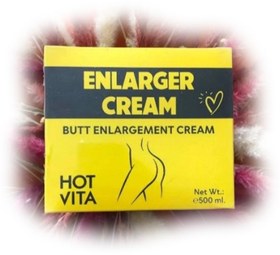 ENLARGER
CREAM
BUTT ENLARGEMENT CREAM
HOT
VITA
Net Wt.:
℮500 ml.